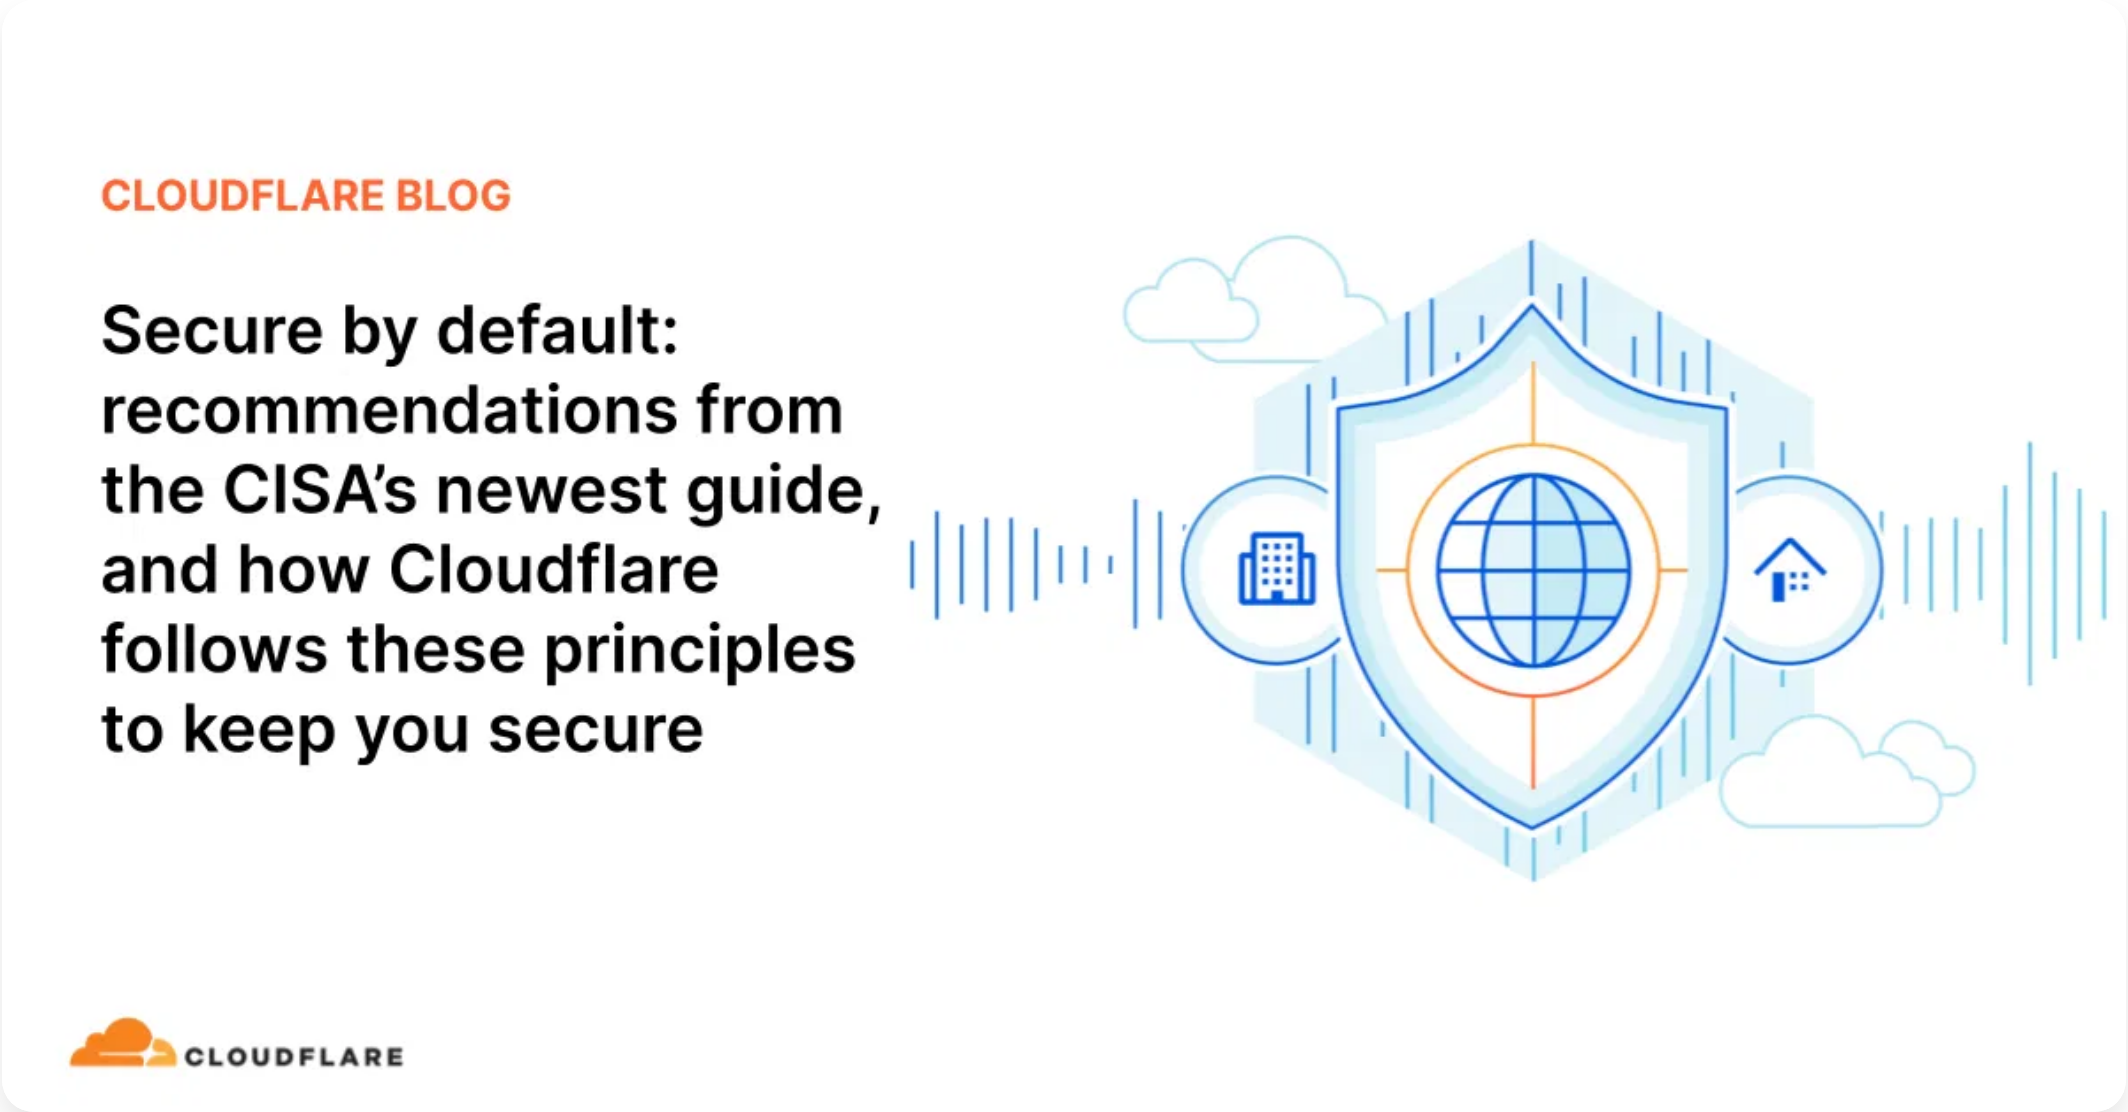 CLOUDFLARE BLOG
Secure by default:
recommendations from
the CISA’s newest guide,
and how Cloudflare
follows these principles
to keep you secure
CLOUDFLARE